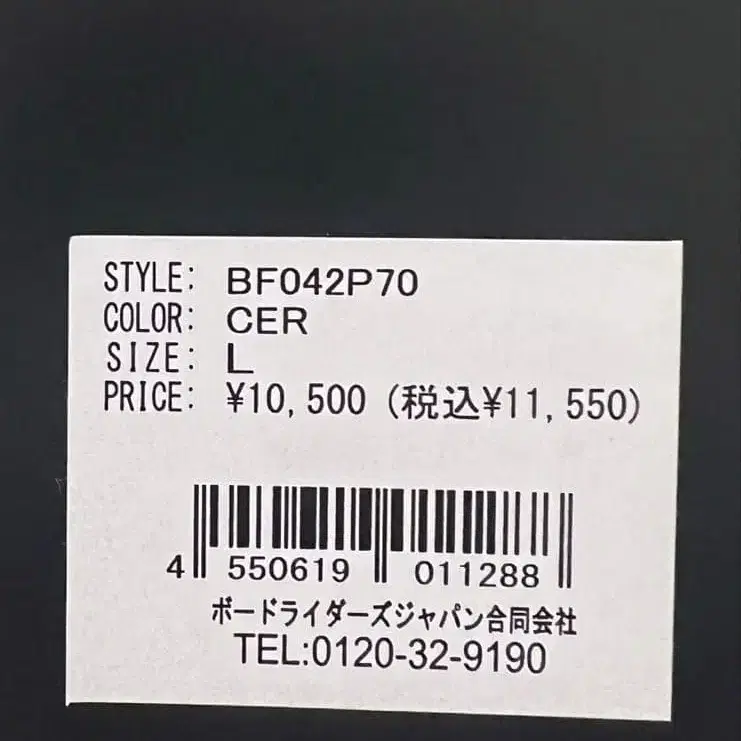 STYLE: BF042P70
COLOR: CER
SIZE: L
PRICE: ¥10,500 (税込¥11,550)
4 550619 011288
ボードライダーズジャパン合同会社
TEL:0120-32-9190